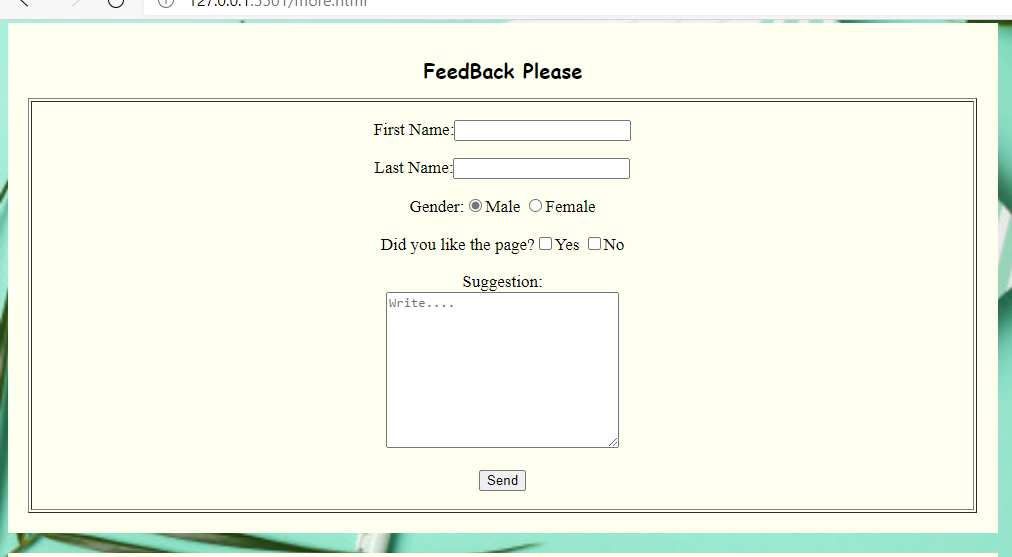 127.0.0.1:5501/more.html
FeedBack Please
First Name:
Last Name:
Gender: Male Female
Did you like the page? Yes No
Suggestion:
Write....
Send